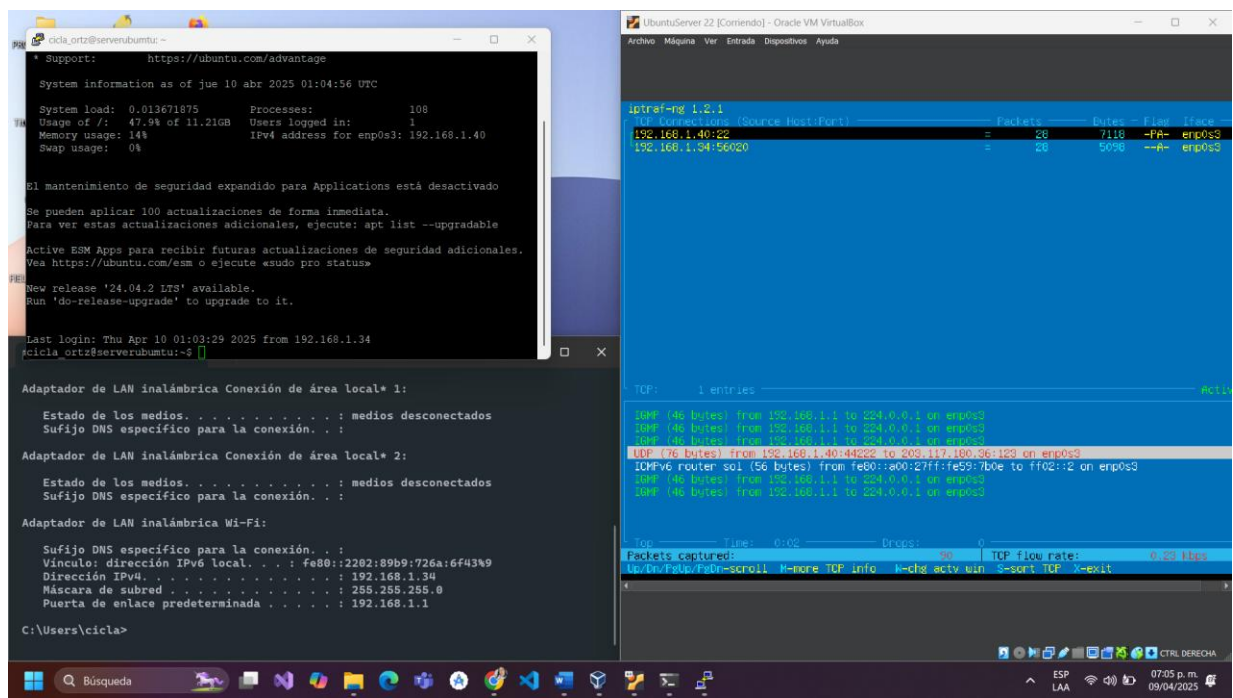 cicla_ortz@serverubumtu: ~
* Support:        https://ubuntu.com/advantage
System information as of jue 10 abr 2025 01:04:56 UTC
System load:  0.013671875      Processes:               108
Usage of /:   47.9% of 11.21GB   Users logged in:         1
Memory usage: 14%              IPv4 address for enp0s3: 192.168.1.40
Swap usage:   0%
El mantenimiento de seguridad expandido para Applications está desactivado
Se pueden aplicar 100 actualizaciones de forma inmediata.
Para ver estas actualizaciones adicionales, ejecute: apt list --upgradable
Active ESM Apps para recibir futuras actualizaciones de seguridad adicionales.
Vea https://ubuntu.com/esm o ejecute «sudo pro status»
New release '24.04.2 LTS' available.
Run 'do-release-upgrade' to upgrade to it.
Last login: Thu Apr 10 01:03:29 2025 from 192.168.1.34
cicla_ortz@serverubumtu:~$
Adaptador de LAN inalámbrica Conexión de área local* 1:
Estado de los medios. . . . . . . . . . . : medios desconectados
Sufijo DNS específico para la conexión. . :
Adaptador de LAN inalámbrica Conexión de área local* 2:
Estado de los medios. . . . . . . . . . . : medios desconectados
Sufijo DNS específico para la conexión. . :
Adaptador de LAN inalámbrica Wi-Fi:
Sufijo DNS específico para la conexión. . :
Vínculo: dirección IPv6 local. . . : fe80::2202:89b9:726a:6f43%9
Dirección IPv4. . . . . . . . . . . . . . : 192.168.1.34
Máscara de subred . . . . . . . . . . . . : 255.255.255.0
Puerta de enlace predeterminada . . . . . : 192.168.1.1
C:\Users\cicla>
UbuntuServer 22 [Corriendo] - Oracle VM VirtualBox
Archivo Máquina Ver Entrada Dispositivos Ayuda
iptraf-ng 1.2.1
TCP Connections (Source Host:Port) Packets Bytes Flag Iface
192.168.1.40:22 = 28 7118 -PA- enp0s3
192.168.1.34:56020 = 28 5098 --A- enp0s3
TCP: 1 entries Activ
IGMP (46 bytes) from 192.168.1.1 to 224.0.0.1 on enp0s3
IGMP (46 bytes) from 192.168.1.1 to 224.0.0.1 on enp0s3
IGMP (46 bytes) from 192.168.1.1 to 224.0.0.1 on enp0s3
UDP (76 bytes) from 192.168.1.40:44222 to 203.117.180.36:123 on enp0s3
ICMPv6 router sol (56 bytes) from fe80::a00:27ff:fe59:7b0e to ff02::2 on enp0s3
IGMP (46 bytes) from 192.168.1.1 to 224.0.0.1 on enp0s3
IGMP (46 bytes) from 192.168.1.1 to 224.0.0.1 on enp0s3
Top Time: 0:02 Drops: 0
Packets captured: 90 TCP flow rate: 0.23 kbps
Up/Dn/PgUp/PgDn-scroll M-more TCP info W-chg actv win S-sort TCP X-exit
CTRL DERECHA
Búsqueda
ESP
LAA
07:05 p. m.
09/04/2025